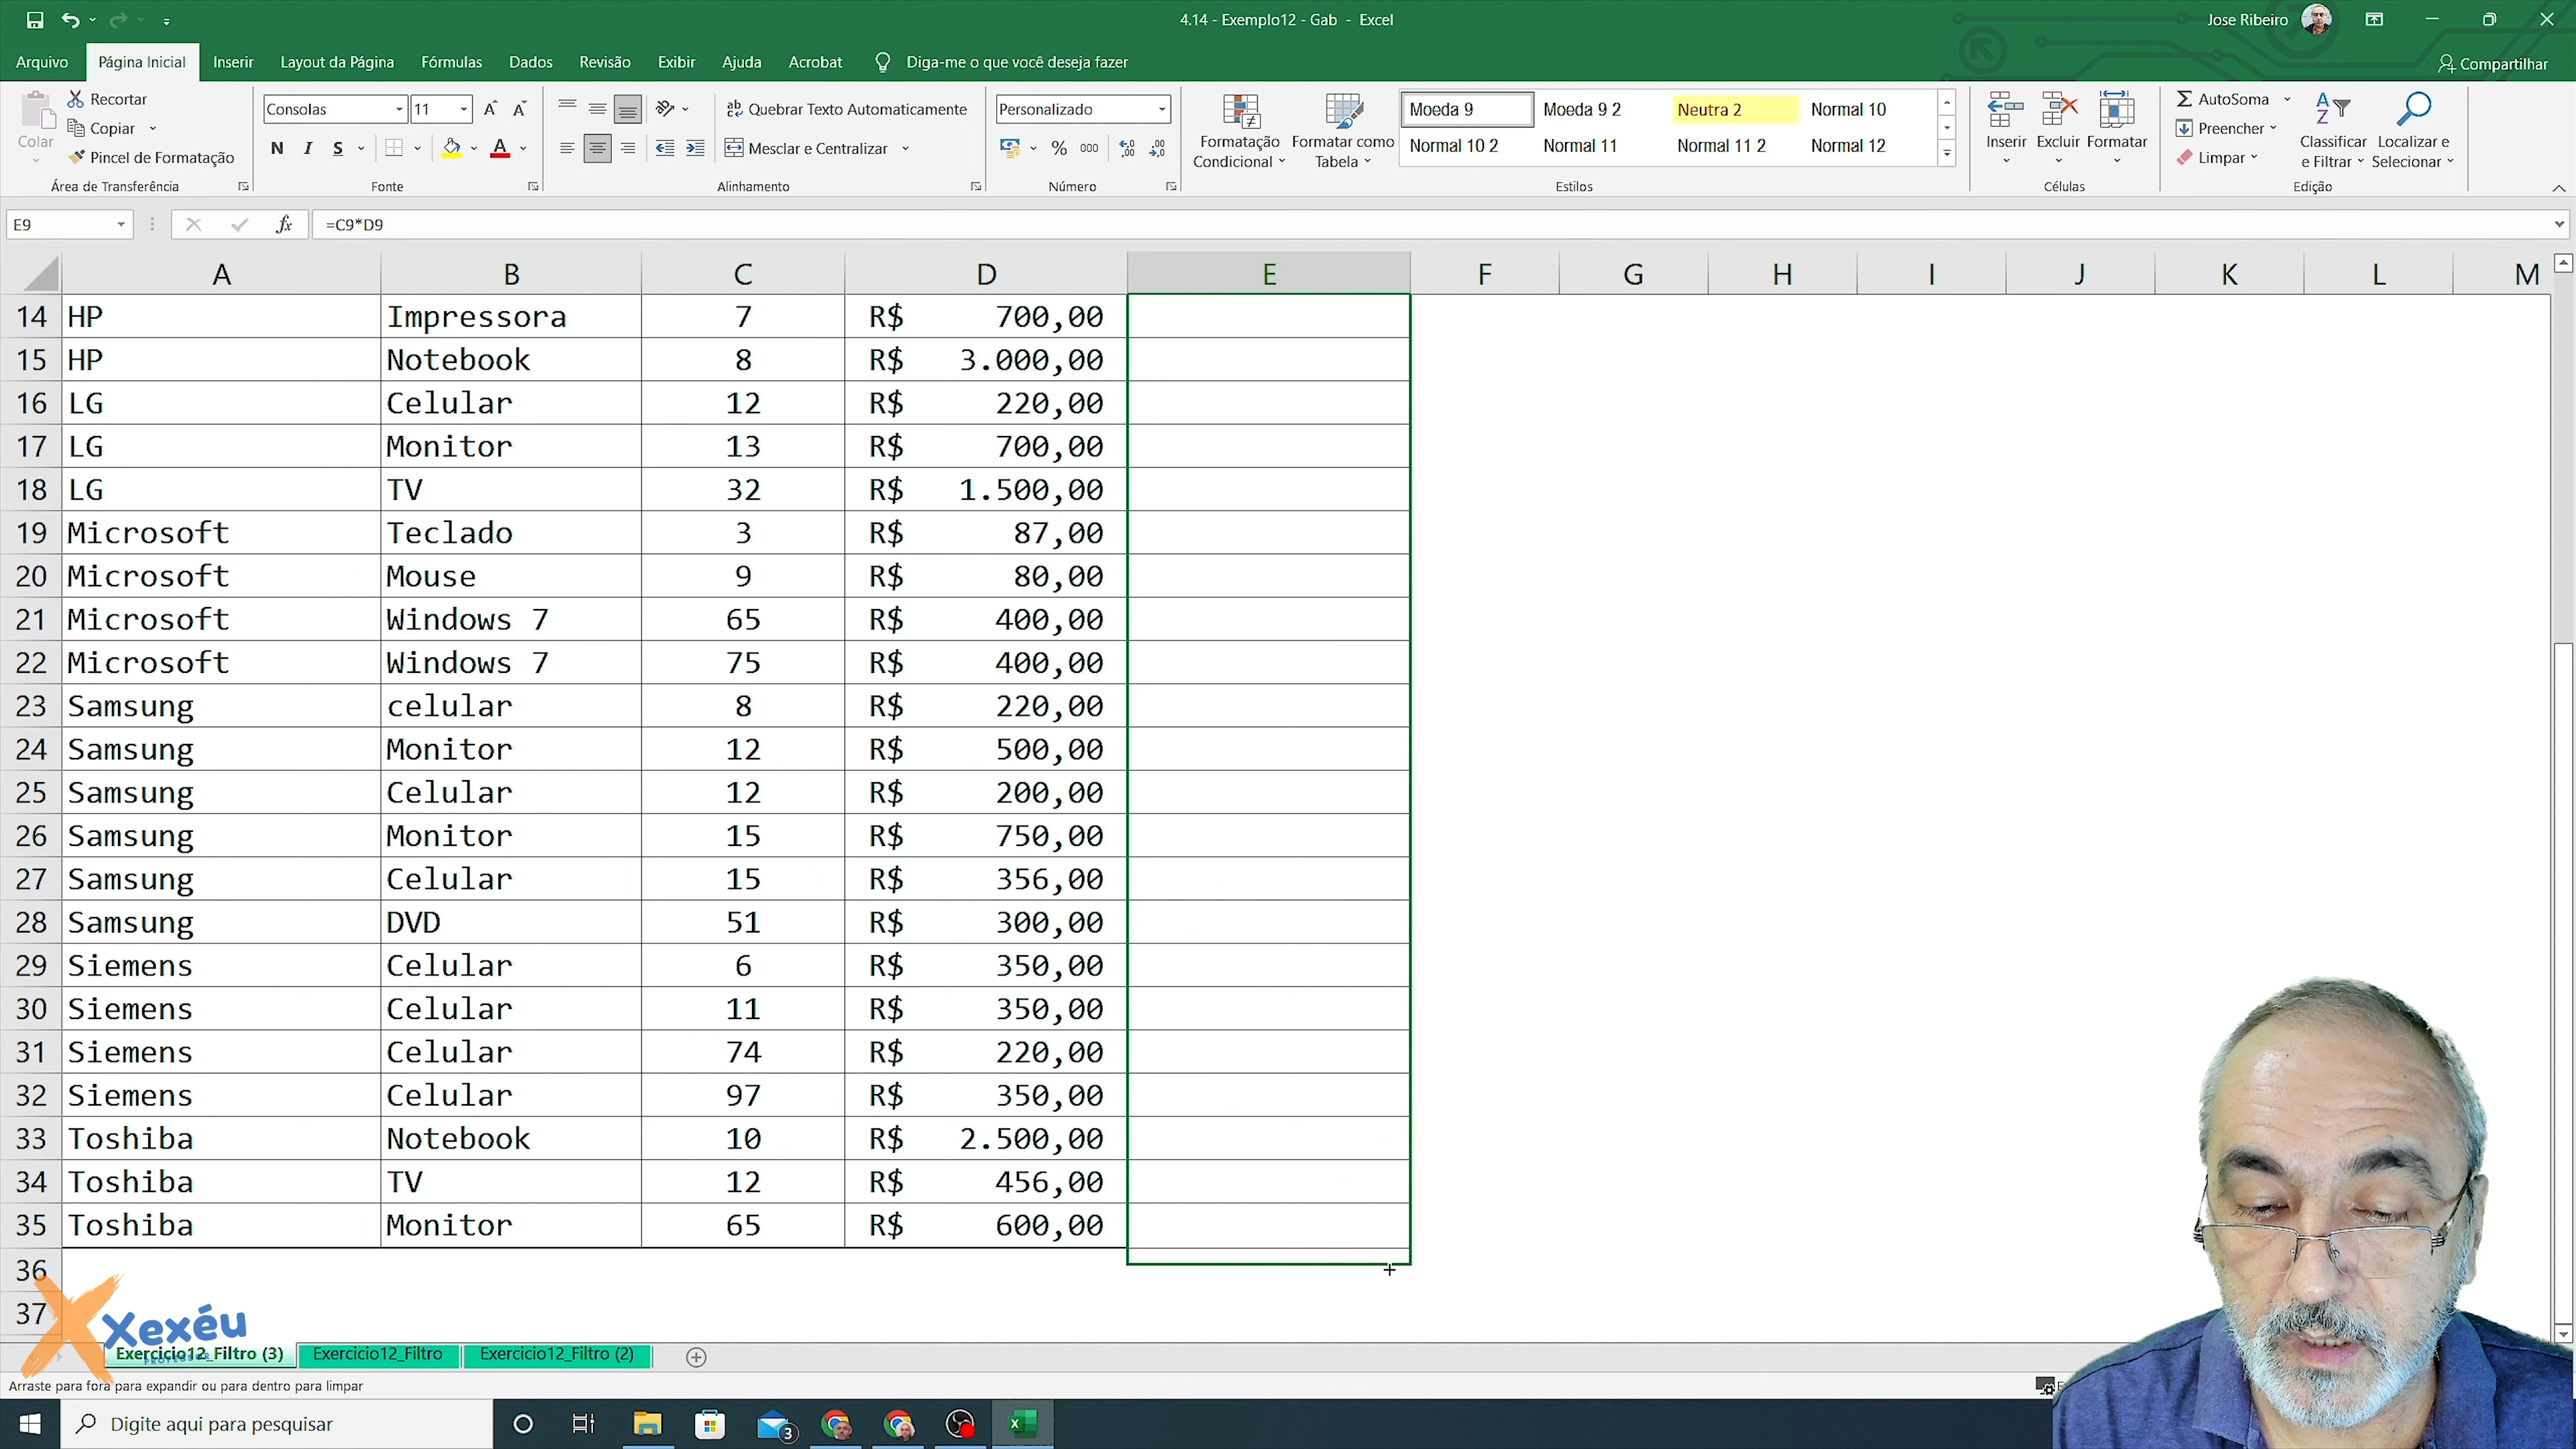 4.14 - Exemplo12 - Gab - Excel
Jose Ribeiro
Arquivo Página Inicial Inserir Layout da Página Fórmulas Dados Revisão Exibir Ajuda Acrobat Diga-me o que você deseja fazer Compartilhar
Colar
Recortar
Copiar
Pincel de Formatação
Área de Transferência
Consolas 11
N I S
Fonte
Quebrar Texto Automaticamente
Mesclar e Centralizar
Alinhamento
Personalizado
% 000
Número
Formatação Condicional
Formatar como Tabela
Moeda 9 Moeda 9 2 Neutra 2 Normal 10
Normal 10 2 Normal 11 Normal 11 2 Normal 12
Estilos
Inserir Excluir Formatar
Células
AutoSoma
Preencher
Limpar
Classificar e Filtrar
Localizar e Selecionar
Edição
E9 fx =C9*D9
A B C D E F G H I J K L M
14 HP Impressora 7 R$ 700,00
15 HP Notebook 8 R$ 3.000,00
16 LG Celular 12 R$ 220,00
17 LG Monitor 13 R$ 700,00
18 LG TV 32 R$ 1.500,00
19 Microsoft Teclado 3 R$ 87,00
20 Microsoft Mouse 9 R$ 80,00
21 Microsoft Windows 7 65 R$ 400,00
22 Microsoft Windows 7 75 R$ 400,00
23 Samsung celular 8 R$ 220,00
24 Samsung Monitor 12 R$ 500,00
25 Samsung Celular 12 R$ 200,00
26 Samsung Monitor 15 R$ 750,00
27 Samsung Celular 15 R$ 356,00
28 Samsung DVD 51 R$ 300,00
29 Siemens Celular 6 R$ 350,00
30 Siemens Celular 11 R$ 350,00
31 Siemens Celular 74 R$ 220,00
32 Siemens Celular 97 R$ 350,00
33 Toshiba Notebook 10 R$ 2.500,00
34 Toshiba TV 12 R$ 456,00
35 Toshiba Monitor 65 R$ 600,00
36
37
Xexéu
PROFESSOR
Exercicio12_Filtro (3) Exercicio12_Filtro Exercicio12_Filtro (2)
Arraste para fora para expandir ou para dentro para limpar
Digite aqui para pesquisar
3